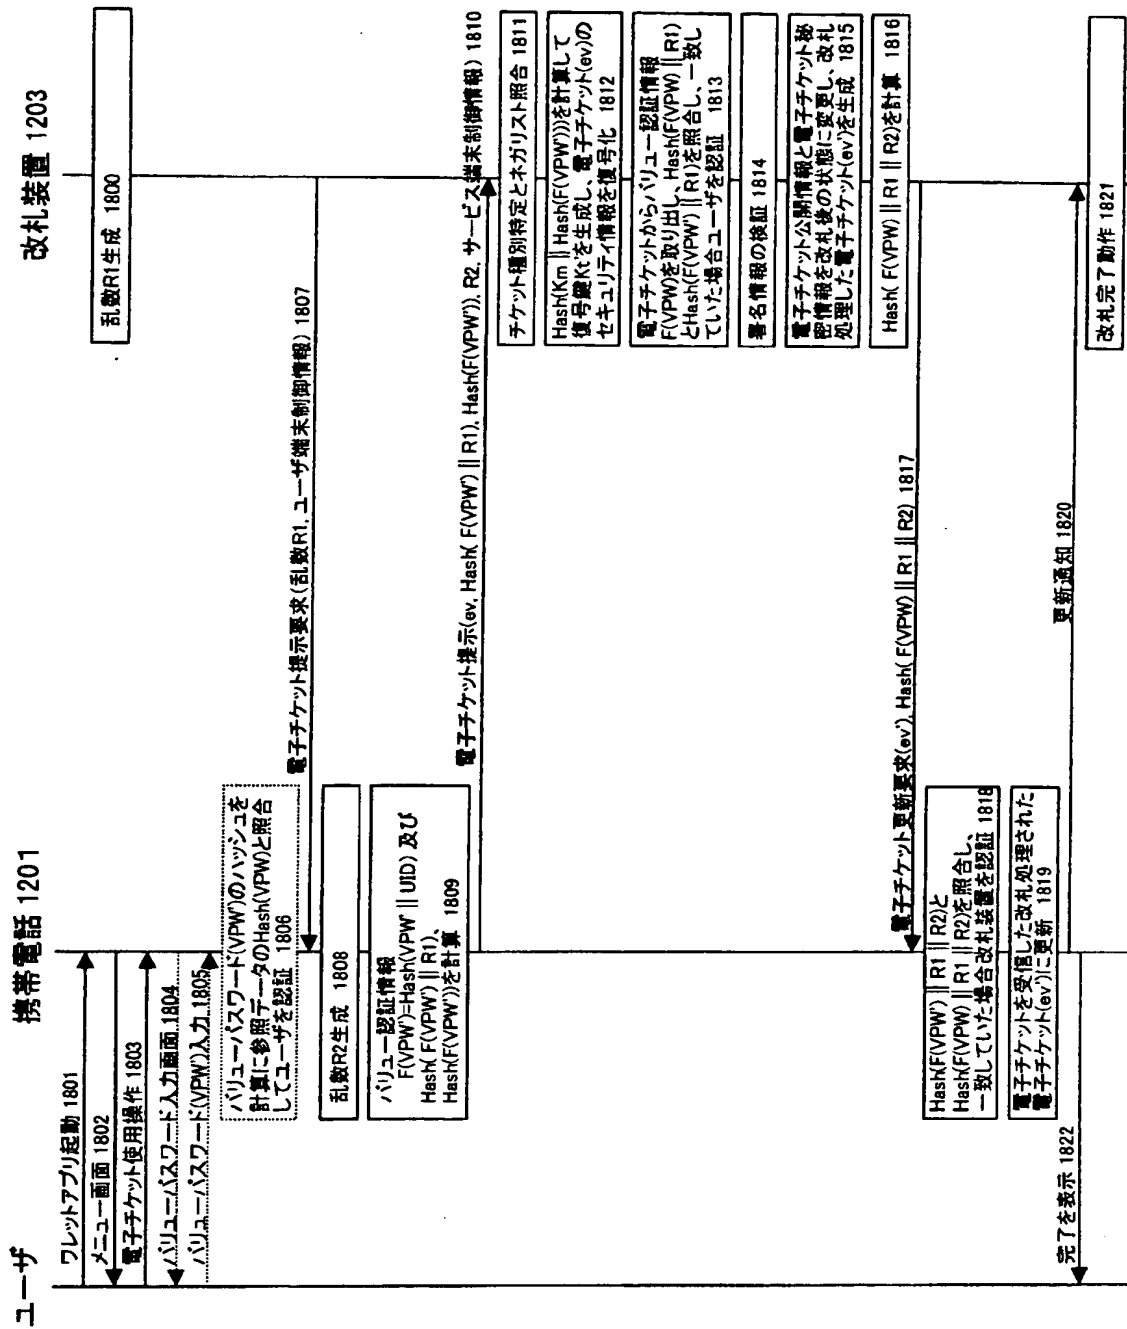 ユーザ
携帯電話 1201
改札装置 1203
乱数R1生成 1800
ワレットアプリ起動 1801
メニュー画面 1802
電子チケット使用操作 1803
バリューパスワード入力画面 1804
バリューパスワード(VPW')入力 1805
バリューパスワード(VPW')のハッシュを
計算に参照データのHash(VPW)と照合
してユーザを認証 1806
電子チケット提示要求(乱数R1, ユーザ端末制御情報) 1807
乱数R2生成 1808
バリュー認証情報
F(VPW')=Hash(VPW' || UID) 及び
Hash( F(VPW') || R1)、
Hash(F(VPW'))を計算 1809
電子チケット提示(ev, Hash( F(VPW') || R1), Hash(F(VPW')), R2, サービス端末制御情報) 1810
チケット種別特定とネガリスト照合 1811
Hash(Km || Hash(F(VPW')))を計算して
復号鍵Kt'を生成し、電子チケット(ev)の
セキュリティ情報を復号化 1812
電子チケットからバリュー認証情報
F(VPW)を取り出し、Hash(F(VPW) || R1)
とHash(F(VPW') || R1)を照合し、一致し
ていた場合ユーザを認証 1813
署名情報の検証 1814
電子チケット公開情報と電子チケット秘
密情報を改札後の状態に変更し、改札
処理した電子チケット(ev')を生成 1815
Hash( F(VPW) || R1 || R2)を計算 1816
電子チケット更新要求(ev'), Hash( F(VPW) || R1 || R2) 1817
Hash(F(VPW') || R1 || R2)と
Hash(F(VPW) || R1 || R2)を照合し、
一致していた場合改札装置を認証 1818
電子チケットを受信した改札処理された
電子チケット(ev')に更新 1819
更新通知 1820
改札完了動作 1821
完了を表示 1822